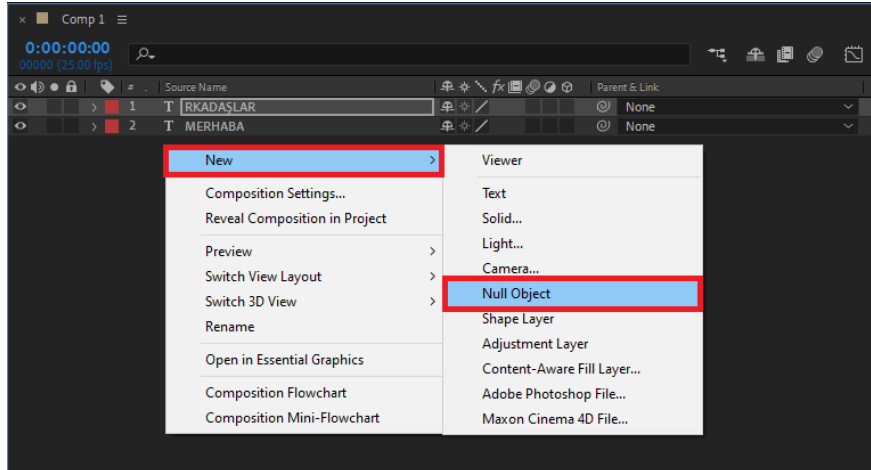 × Comp 1 ≡
0:00:00:00
00000 (25.00 fps)
# . Source Name fx Parent & Link
> 1 T RKADAŞLAR None
> 2 T MERHABA None
New >
Composition Settings...
Reveal Composition in Project
Preview >
Switch View Layout >
Switch 3D View >
Rename
Open in Essential Graphics
Composition Flowchart
Composition Mini-Flowchart
Viewer
Text
Solid...
Light...
Camera...
Null Object
Shape Layer
Adjustment Layer
Content-Aware Fill Layer...
Adobe Photoshop File...
Maxon Cinema 4D File...